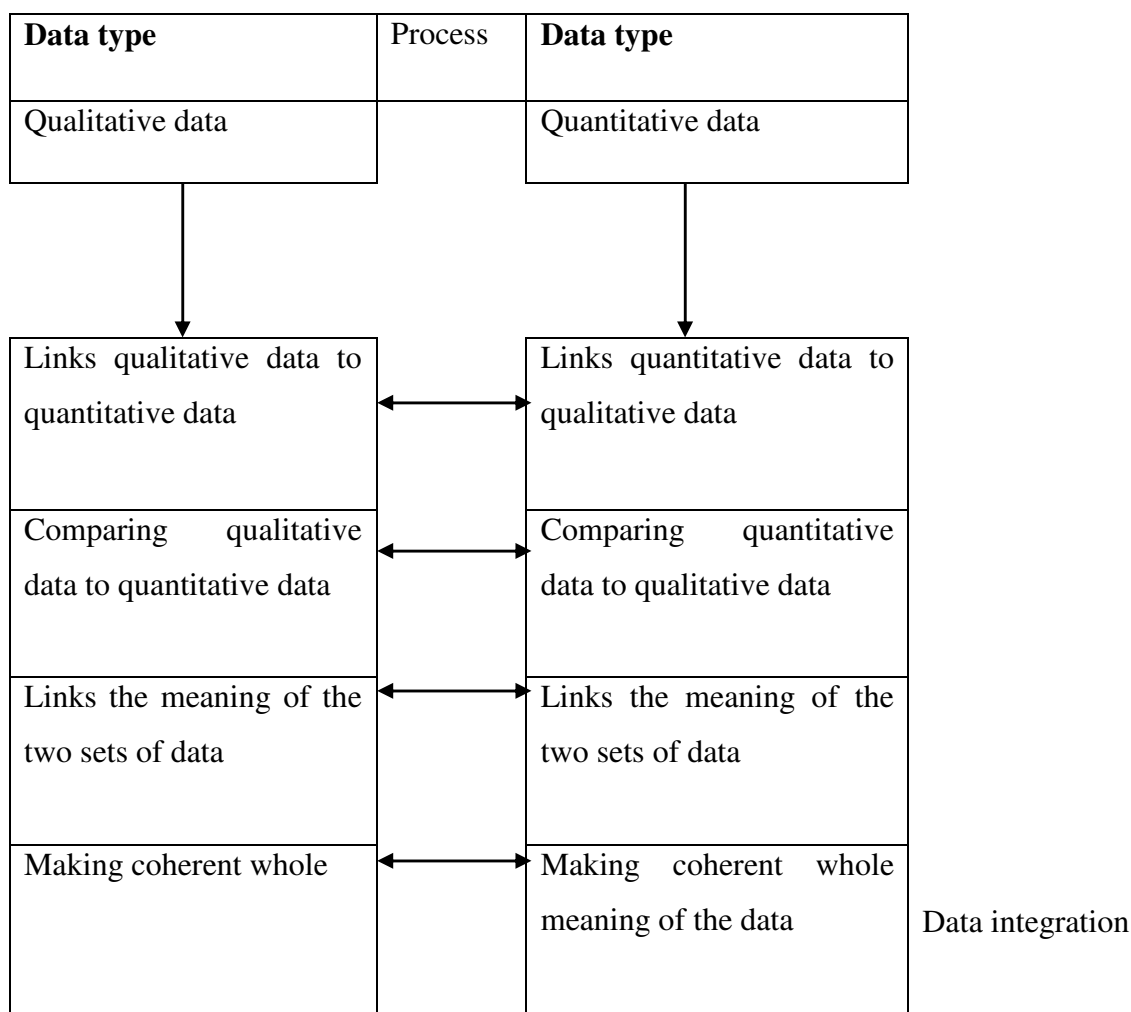 Data type
Process
Data type
Qualitative data
Quantitative data
Links qualitative data to
quantitative data
Links quantitative data to
qualitative data
Comparing qualitative
data to quantitative data
Comparing quantitative
data to qualitative data
Links the meaning of the
two sets of data
Links the meaning of the
two sets of data
Making coherent whole
Making coherent whole
meaning of the data
Data integration